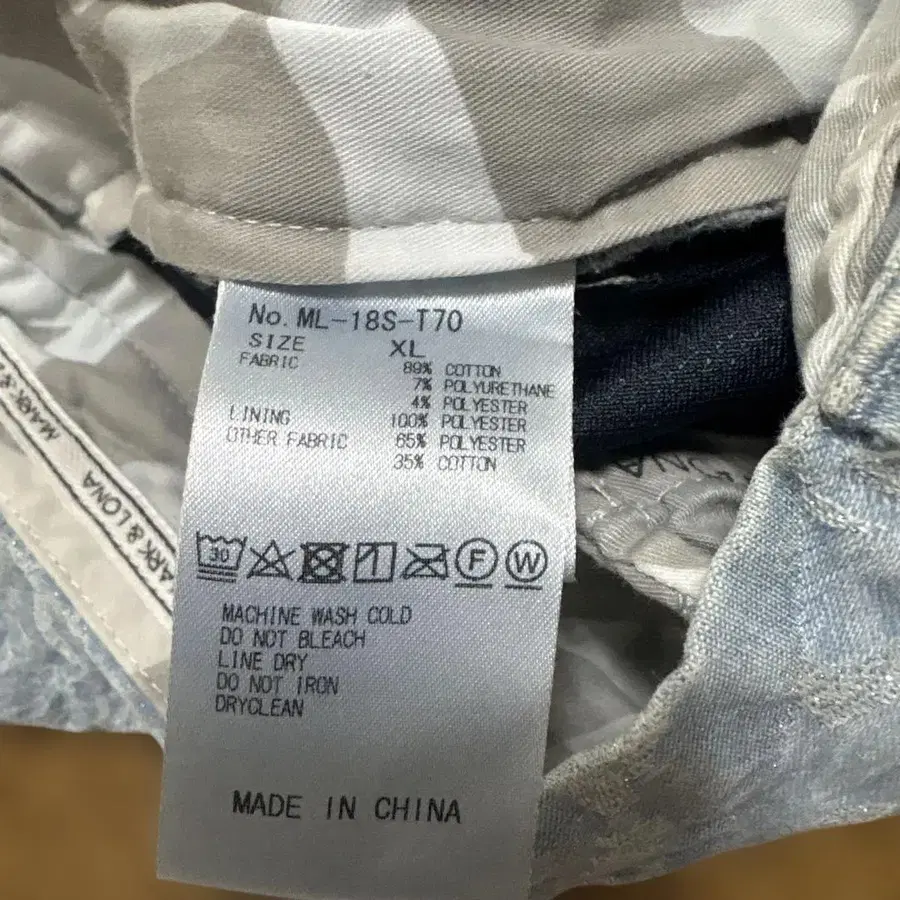 No. ML-18S-T70
SIZE XL
FABRIC 89% COTTON
7% POLYURETHANE
4% POLYESTER
LINING 100% POLYESTER
OTHER FABRIC 65% POLYESTER
35% COTTON
30
F
W
MACHINE WASH COLD
DO NOT BLEACH
LINE DRY
DO NOT IRON
DRYCLEAN
MADE IN CHINA
MARK &
ARK & LONA